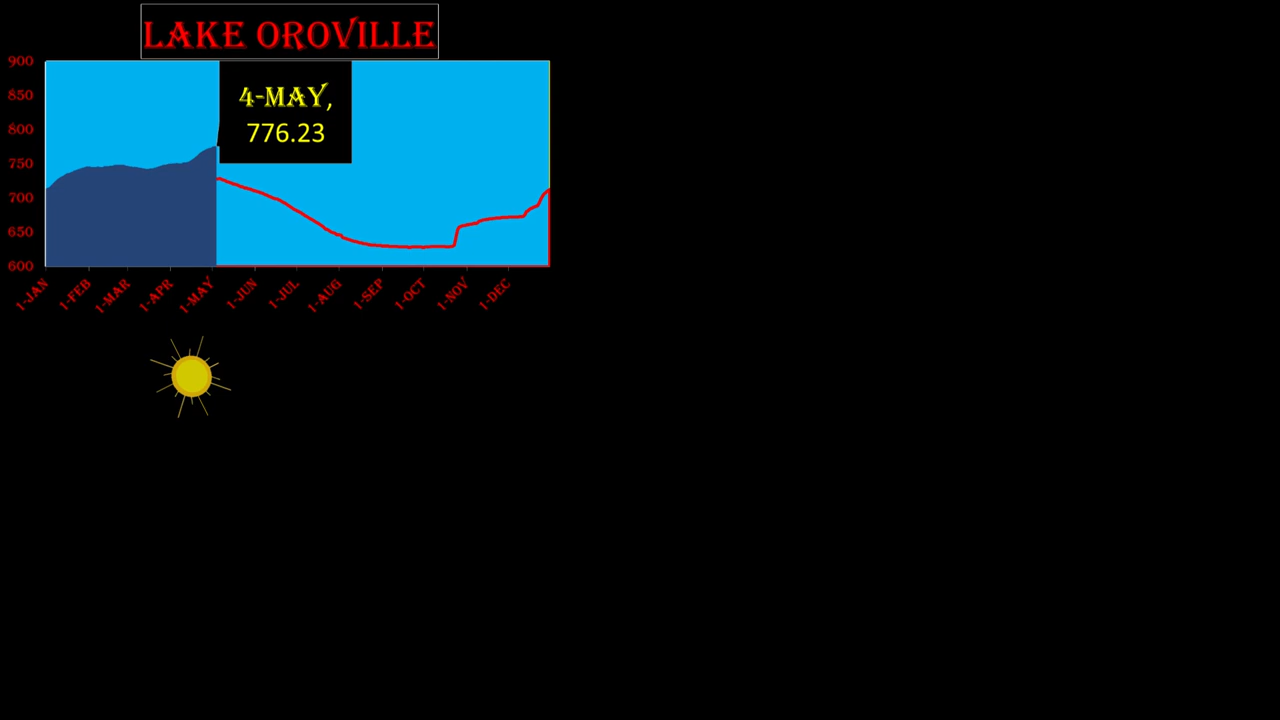 LAKE OROVILLE
900
850
800
750
700
650
600
4-MAY,
776.23
1-JAN
1-FEB
1-MAR
1-APR
1-MAY
1-JUN
1-JUL
1-AUG
1-SEP
1-OCT
1-NOV
1-DEC